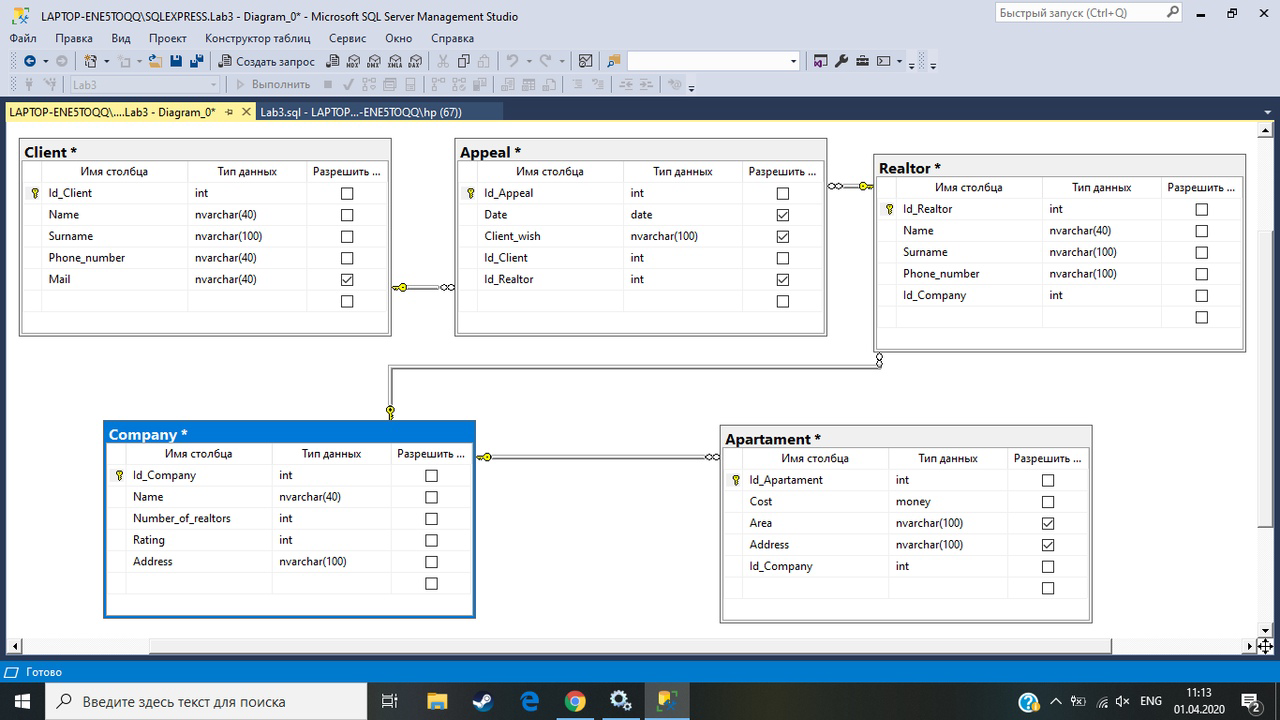 LAPTOP-ENE5TOQQ\SQLEXPRESS.Lab3 - Diagram_0* - Microsoft SQL Server Management Studio
Быстрый запуск (Ctrl+Q)
Файл Правка Вид Проект Конструктор таблиц Сервис Окно Справка
Создать запрос
Lab3 Выполнить
LAPTOP-ENE5TOQQ\....Lab3 - Diagram_0*
Lab3.sql - LAPTOP...-ENE5TOQQ\hp (67))
Client *
Имя столбца Тип данных Разрешить ...
Id_Client int
Name nvarchar(40)
Surname nvarchar(100)
Phone_number nvarchar(40)
Mail nvarchar(40)
Appeal *
Имя столбца Тип данных Разрешить ...
Id_Appeal int
Date date
Client_wish nvarchar(100)
Id_Client int
Id_Realtor int
Realtor *
Имя столбца Тип данных Разрешить ...
Id_Realtor int
Name nvarchar(40)
Surname nvarchar(100)
Phone_number nvarchar(100)
Id_Company int
Company *
Имя столбца Тип данных Разрешить ...
Id_Company int
Name nvarchar(40)
Number_of_realtors int
Rating int
Address nvarchar(100)
Apartament *
Имя столбца Тип данных Разрешить ...
Id_Apartament int
Cost money
Area nvarchar(100)
Address nvarchar(100)
Id_Company int
Готово
Введите здесь текст для поиска
ENG
11:13
01.04.2020
2